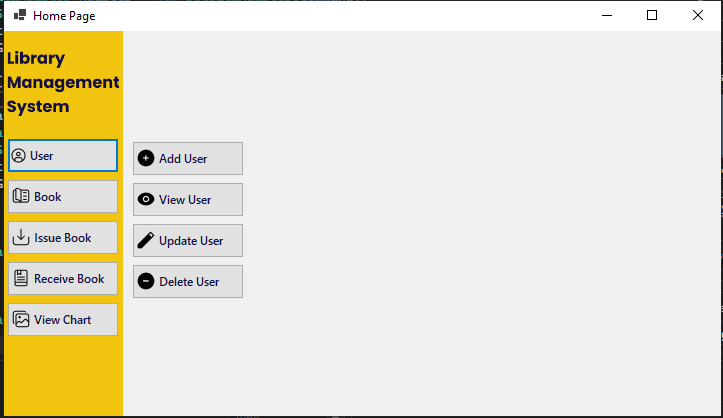 Home Page
Library
Management
System
User
Book
Issue Book
Receive Book
View Chart
Add User
View User
Update User
Delete User